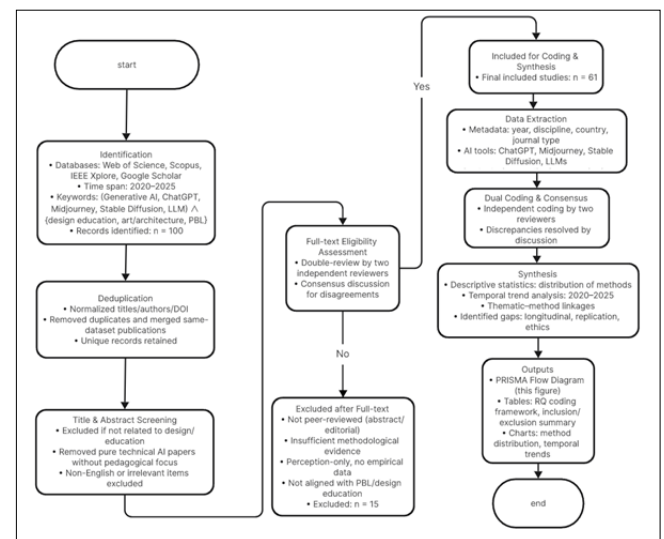 start
Identification
• Databases: Web of Science, Scopus,
IEEE Xplore, Google Scholar
• Time span: 2020–2025
• Keywords: (Generative AI, ChatGPT,
Midjourney, Stable Diffusion, LLM) ∧
(design education, art/architecture, PBL)
• Records identified: n = 100
Deduplication
• Normalized titles/authors/DOI
• Removed duplicates and merged same-
dataset publications
• Unique records retained
Title & Abstract Screening
• Excluded if not related to design/
education
• Removed pure technical AI papers
without pedagogical focus
• Non-English or irrelevant items
excluded
Full-text Eligibility
Assessment
• Double-review by two
independent reviewers
• Consensus discussion
for disagreements
No
Excluded after Full-text
• Not peer-reviewed (abstract/
editorial)
• Insufficient methodological
evidence
• Perception-only, no empirical
data
• Not aligned with PBL/design
education
• Excluded: n = 15
Yes
Included for Coding &
Synthesis
• Final included studies: n = 61
Data Extraction
• Metadata: year, discipline, country,
journal type
• AI tools: ChatGPT, Midjourney, Stable
Diffusion, LLMs
Dual Coding & Consensus
• Independent coding by two
reviewers
• Discrepancies resolved by
discussion
Synthesis
• Descriptive statistics: distribution of methods
• Temporal trend analysis: 2020–2025
• Thematic–method linkages
• Identified gaps: longitudinal, replication,
ethics
Outputs
• PRISMA Flow Diagram
(this figure)
• Tables: RQ coding
framework, inclusion/
exclusion summary
• Charts: method
distribution, temporal
trends
end